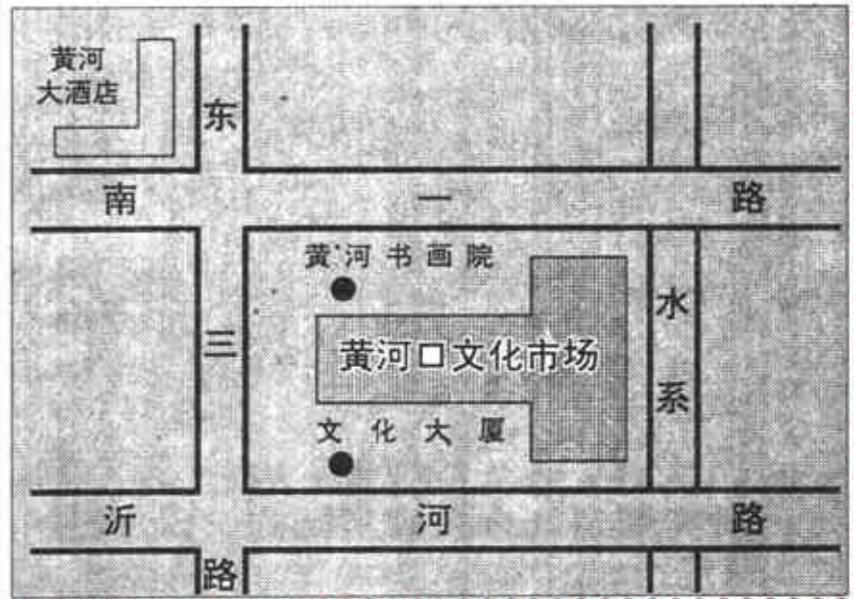 黄河
大酒店
东三路
南一路
黄河书画院
黄河口文化市场
水系
文化大厦
沂河路